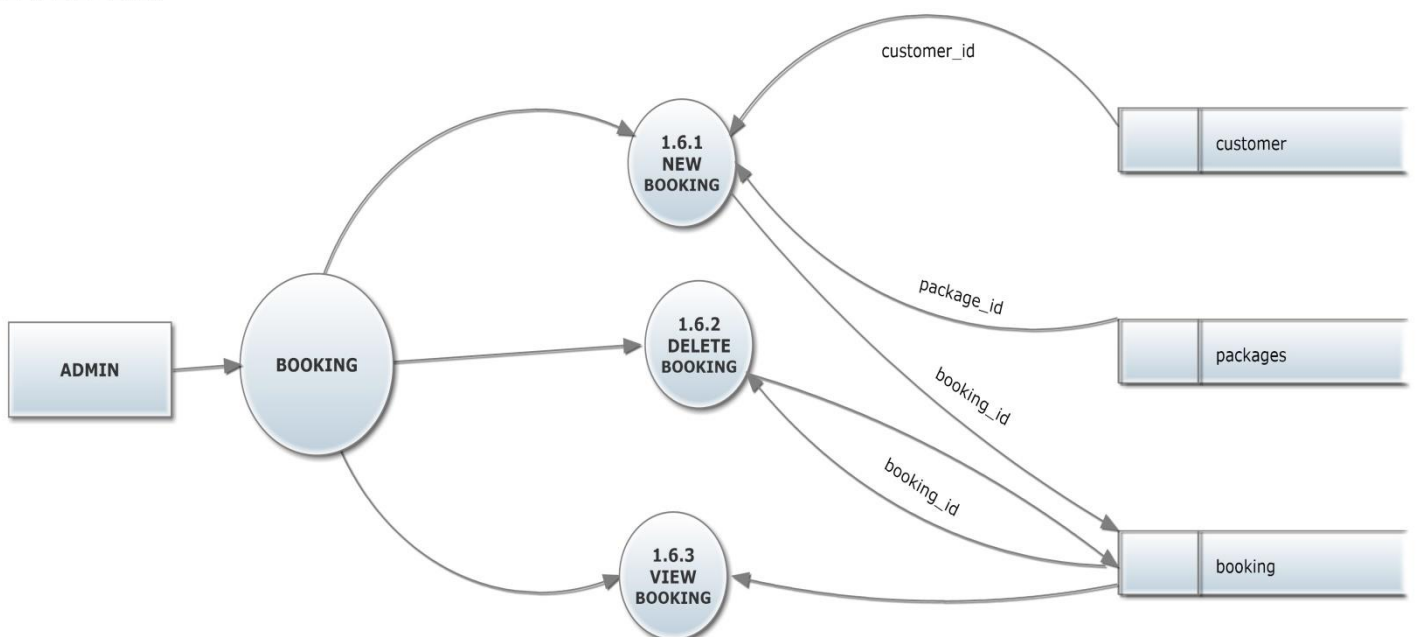 customer_id
1.6.1
NEW
BOOKING
customer
package_id
1.6.2
DELETE
BOOKING
ADMIN
BOOKING
packages
booking_id
booking_id
1.6.3
VIEW
BOOKING
booking